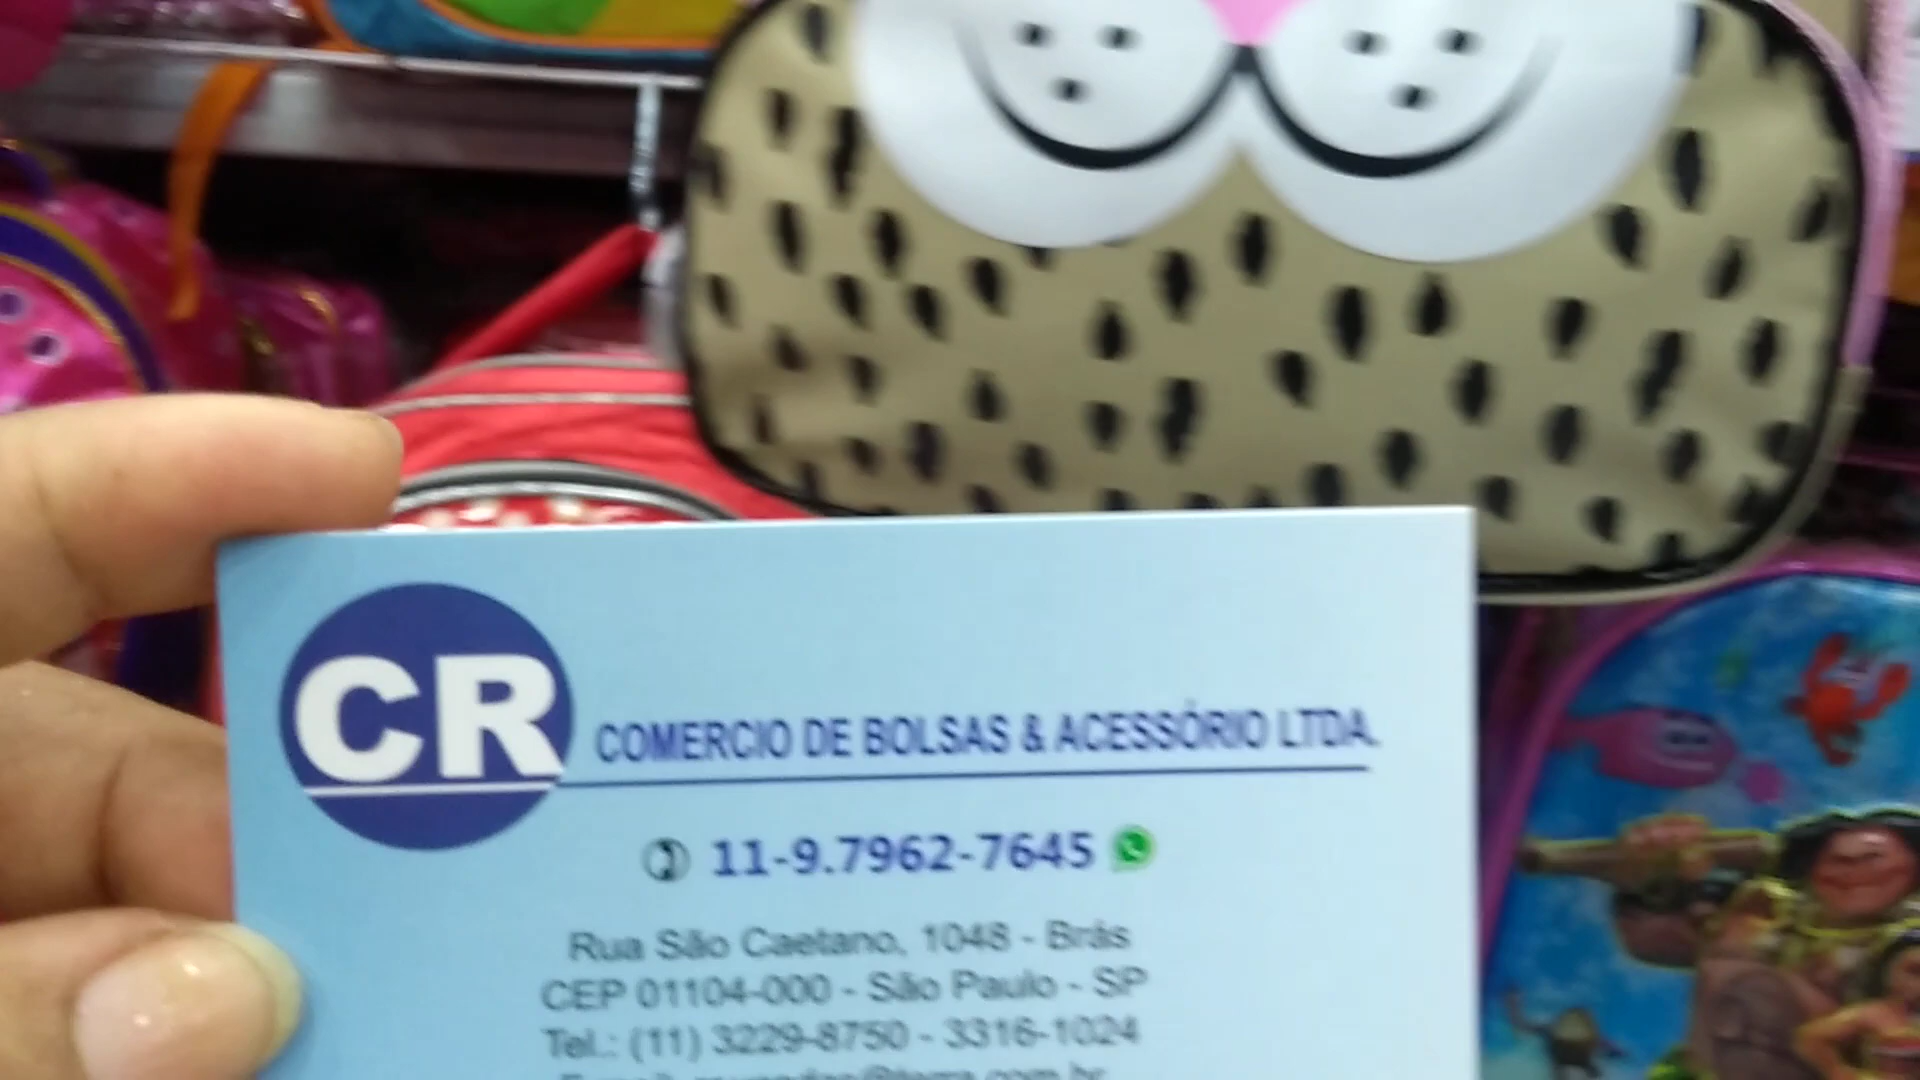 CR
COMERCIO DE BOLSAS & ACESSÓRIO LTDA.
11-9.7962-7645
Rua São Caetano, 1048 - Brás
CEP 01104-000 - São Paulo - SP
Tel.: (11) 3229-8750 - 3316-1024